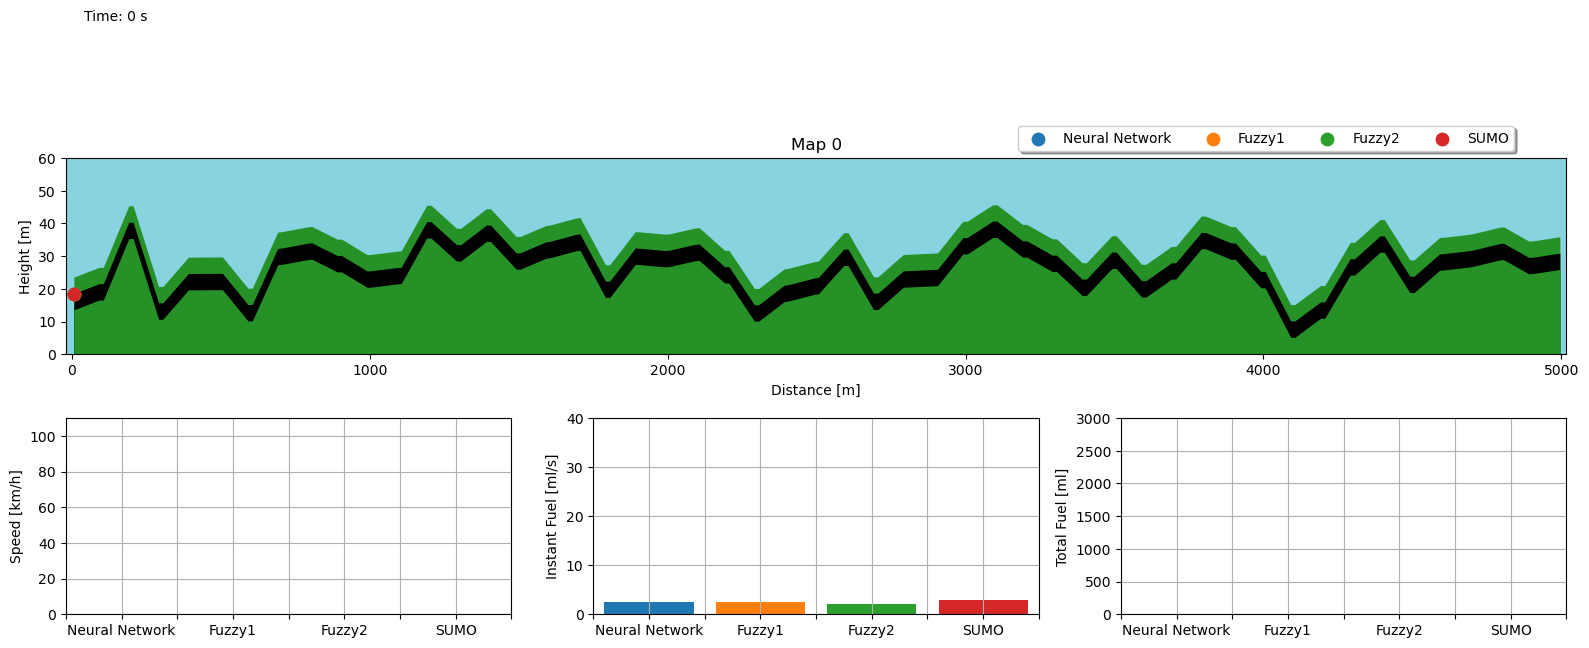 Time: 0 s
Map 0
Neural Network Fuzzy1 Fuzzy2 SUMO
Height [m]
60
50
40
30
20
10
0
0 1000 2000 3000 4000 5000
Distance [m]
Speed [km/h]
100
80
60
40
20
0
Neural Network Fuzzy1 Fuzzy2 SUMO
Instant Fuel [ml/s]
40
30
20
10
0
Neural Network Fuzzy1 Fuzzy2 SUMO
Total Fuel [ml]
3000
2500
2000
1500
1000
500
0
Neural Network Fuzzy1 Fuzzy2 SUMO